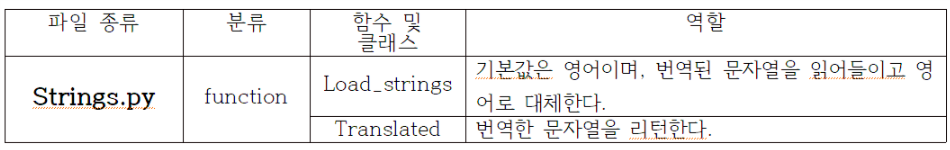 파일 종류 분류 함수 및 역할
클래스
Strings.py function Load_strings 기본값은 영어이며, 번역된 문자열을 읽어들이고 영
어로 대체한다.
Translated 번역한 문자열을 리턴한다.